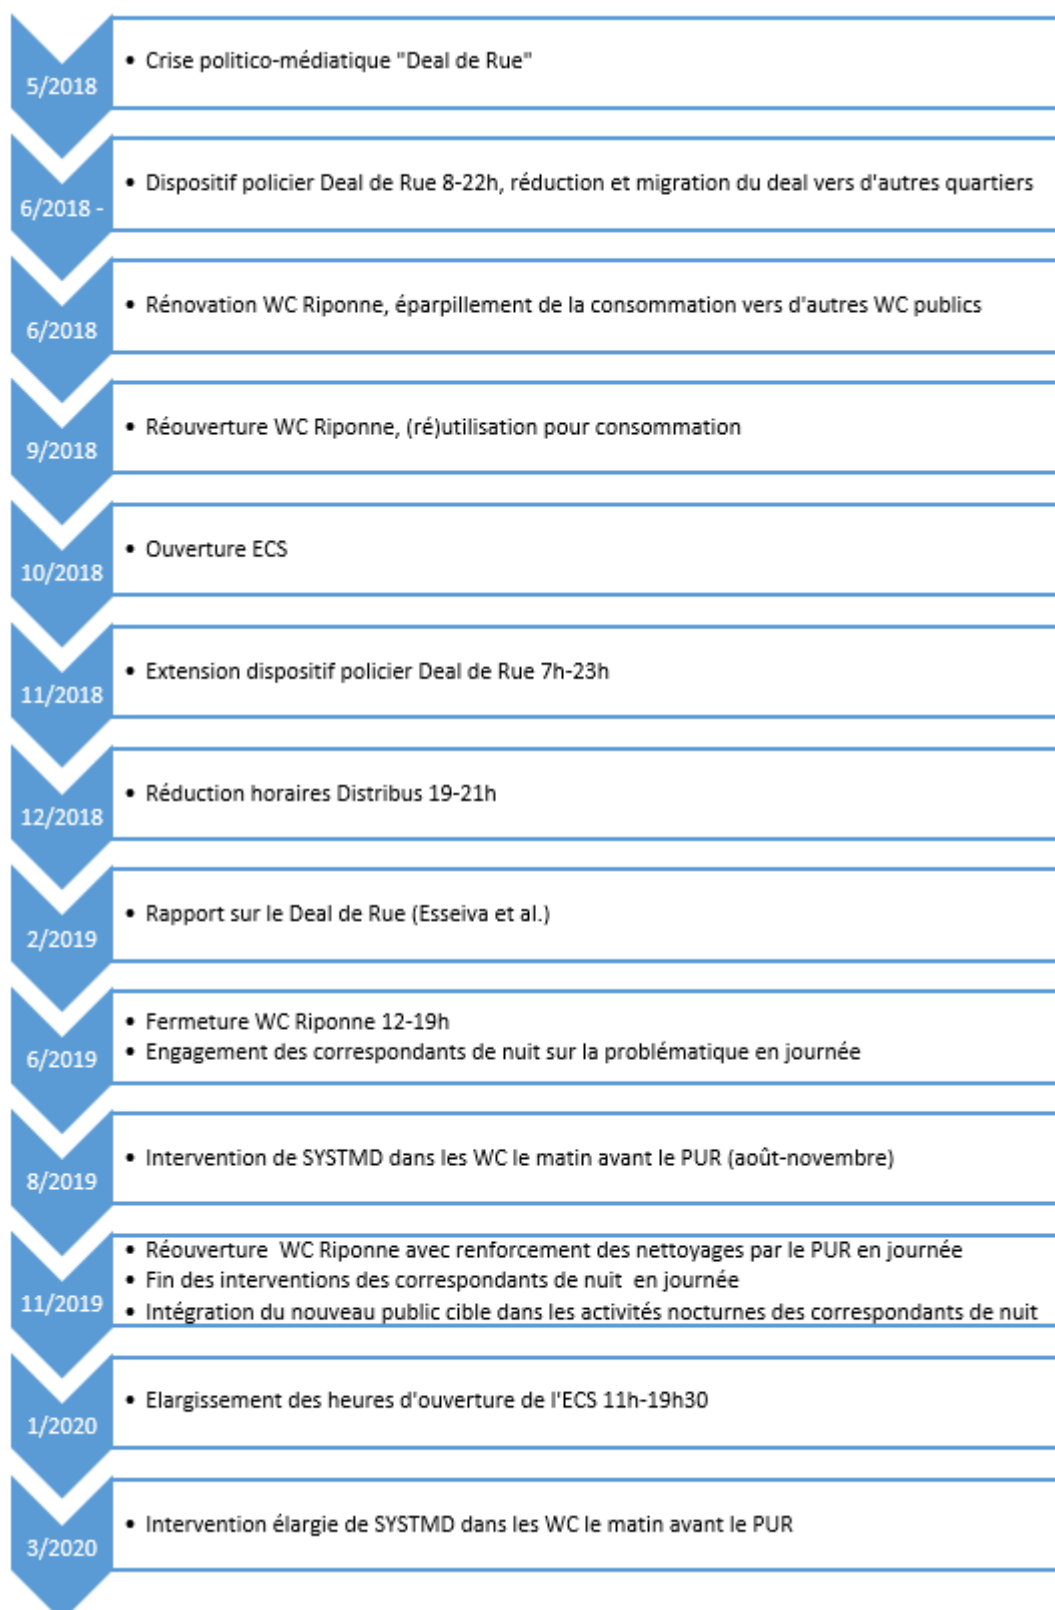 5/2018
• Crise politico-médiatique "Deal de Rue"
6/2018 -
• Dispositif policier Deal de Rue 8-22h, réduction et migration du deal vers d'autres quartiers
6/2018
• Rénovation WC Riponne, éparpillement de la consommation vers d'autres WC publics
9/2018
• Réouverture WC Riponne, (ré)utilisation pour consommation
10/2018
• Ouverture ECS
11/2018
• Extension dispositif policier Deal de Rue 7h-23h
12/2018
• Réduction horaires Distribus 19-21h
2/2019
• Rapport sur le Deal de Rue (Esseiva et al.)
6/2019
• Fermeture WC Riponne 12-19h
• Engagement des correspondants de nuit sur la problématique en journée
8/2019
• Intervention de SYSTMD dans les WC le matin avant le PUR (août-novembre)
11/2019
• Réouverture  WC Riponne avec renforcement des nettoyages par le PUR en journée
• Fin des interventions des correspondants de nuit  en journée
• Intégration du nouveau public cible dans les activités nocturnes des correspondants de nuit
1/2020
• Elargissement des heures d'ouverture de l'ECS 11h-19h30
3/2020
• Intervention élargie de SYSTMD dans les WC le matin avant le PUR